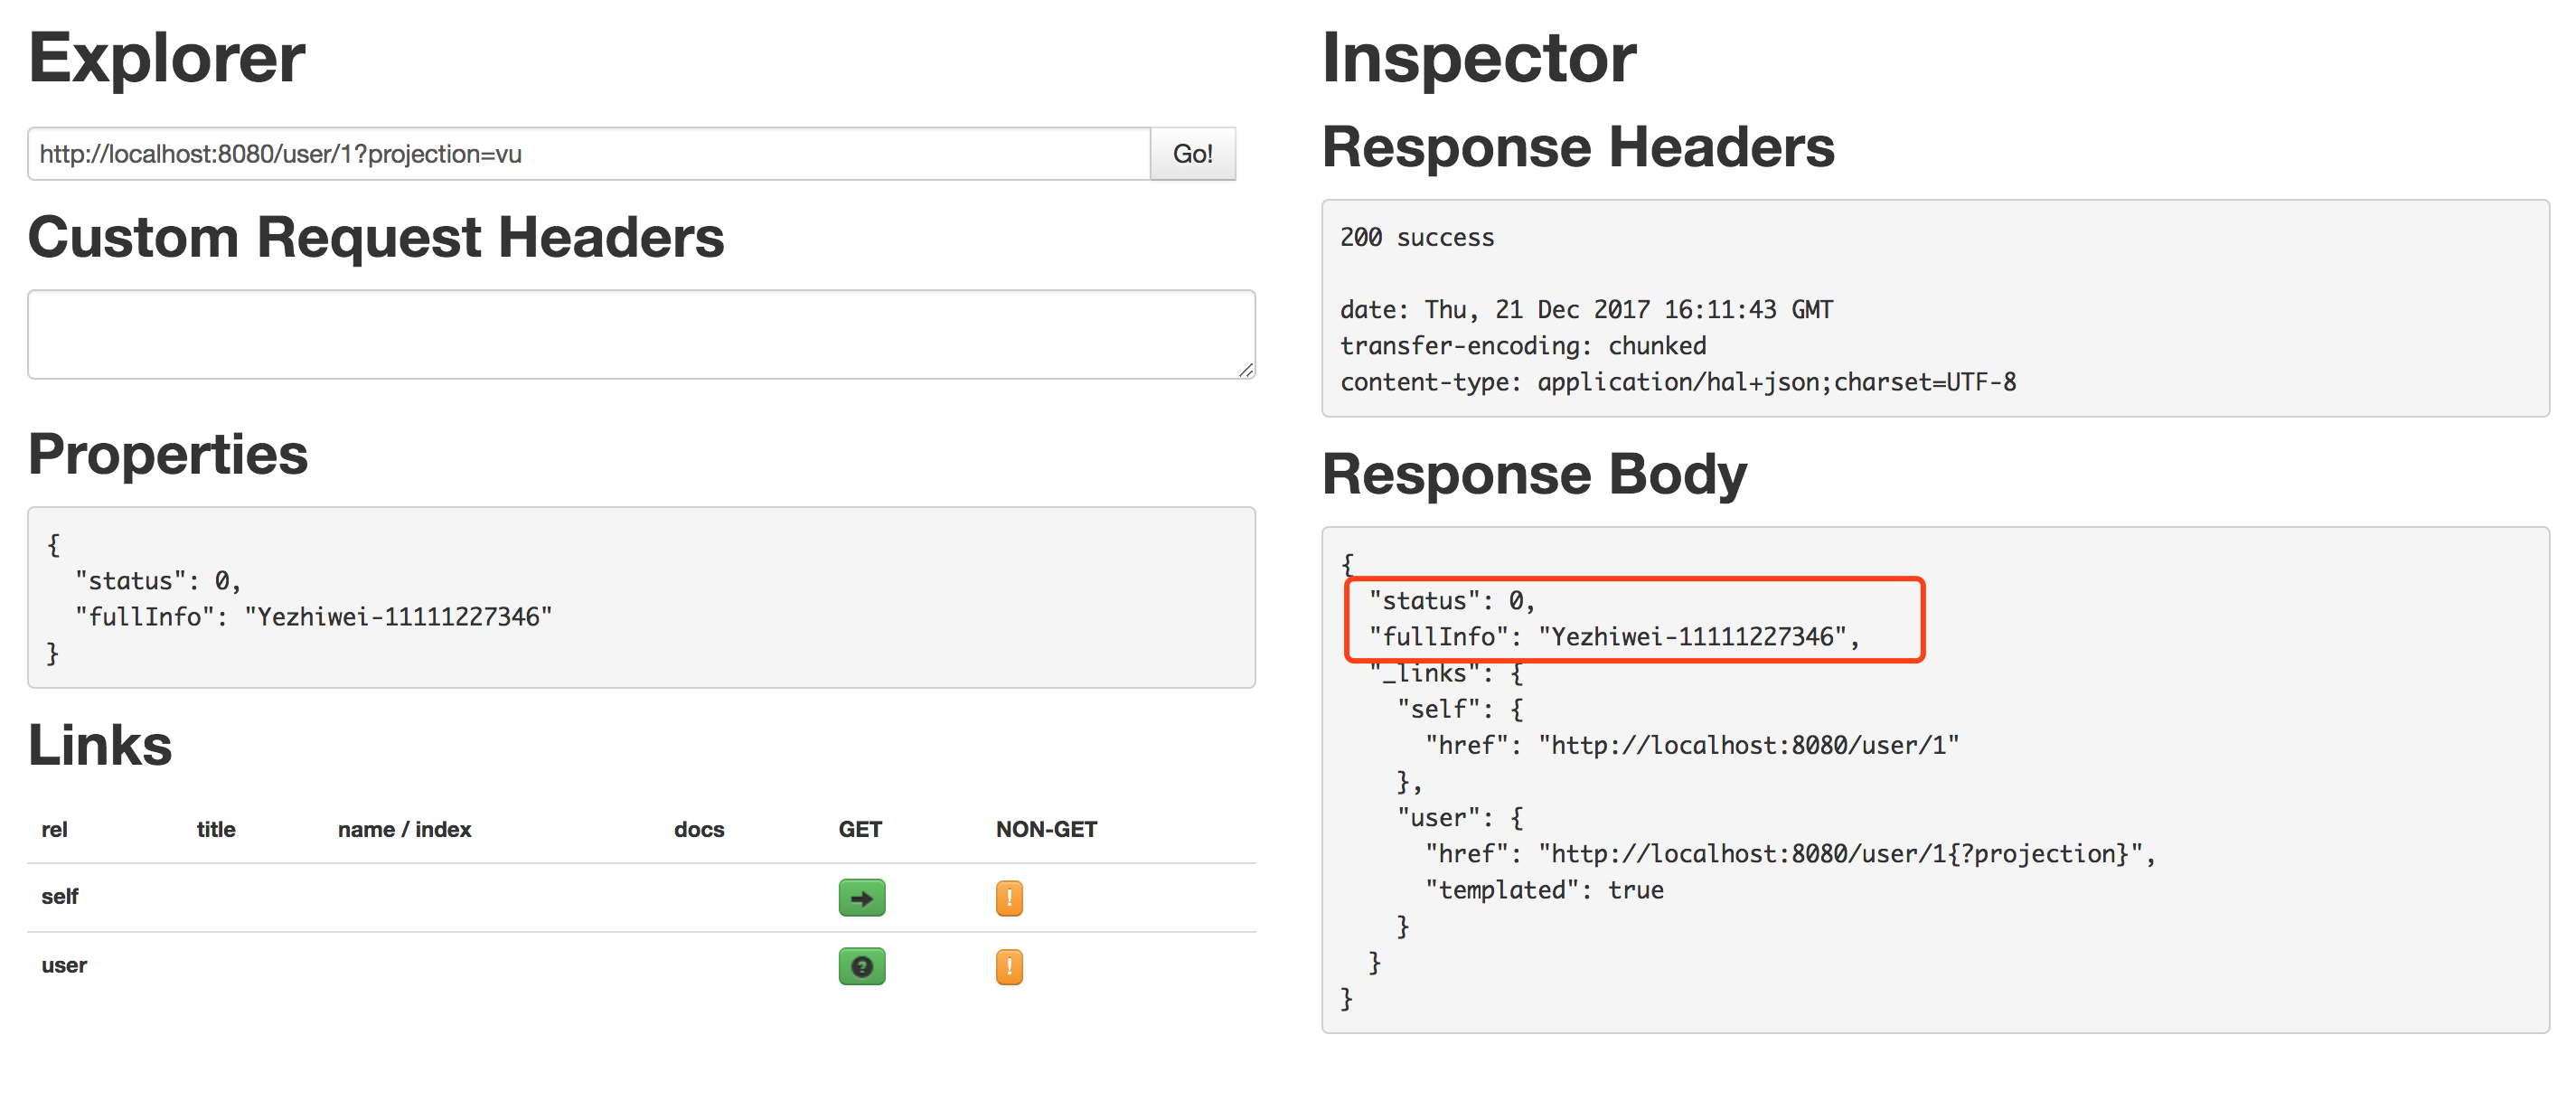 Explorer
http://localhost:8080/user/1?projection=vu
Go!
Custom Request Headers
Properties
{
"status": 0,
"fullInfo": "Yezhiwei-11111227346"
}
Links
rel title name / index docs GET NON-GET
self !
user ? !
Inspector
Response Headers
200 success
date: Thu, 21 Dec 2017 16:11:43 GMT
transfer-encoding: chunked
content-type: application/hal+json;charset=UTF-8
Response Body
{
"status": 0,
"fullInfo": "Yezhiwei-11111227346",
"_links": {
"self": {
"href": "http://localhost:8080/user/1"
},
"user": {
"href": "http://localhost:8080/user/1{?projection}",
"templated": true
}
}
}